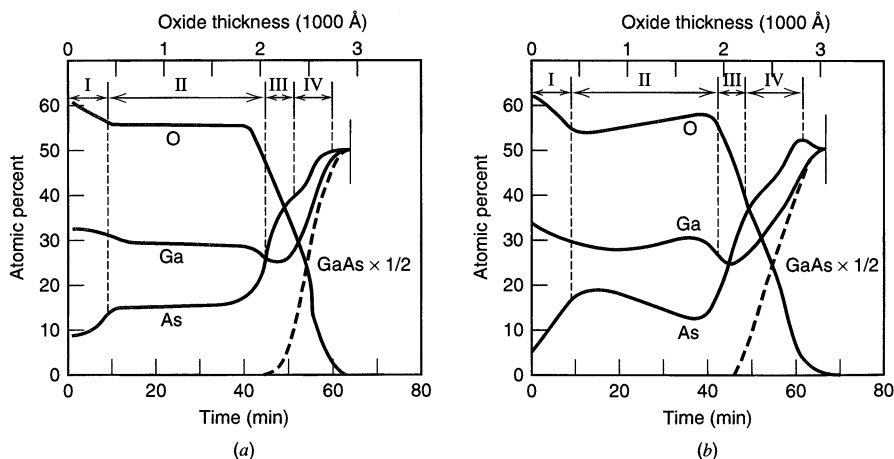 Oxide thickness (1000 Å)
0 1 2 3
I II III IV
60
50
40
30
20
10
0
Atomic percent
O
Ga
As
GaAs × 1/2
0 20 40 60 80
Time (min)
(a)
Oxide thickness (1000 Å)
0 1 2 3
I II III IV
60
50
40
30
20
10
0
Atomic percent
O
Ga
As
GaAs × 1/2
0 20 40 60 80
Time (min)
(b)